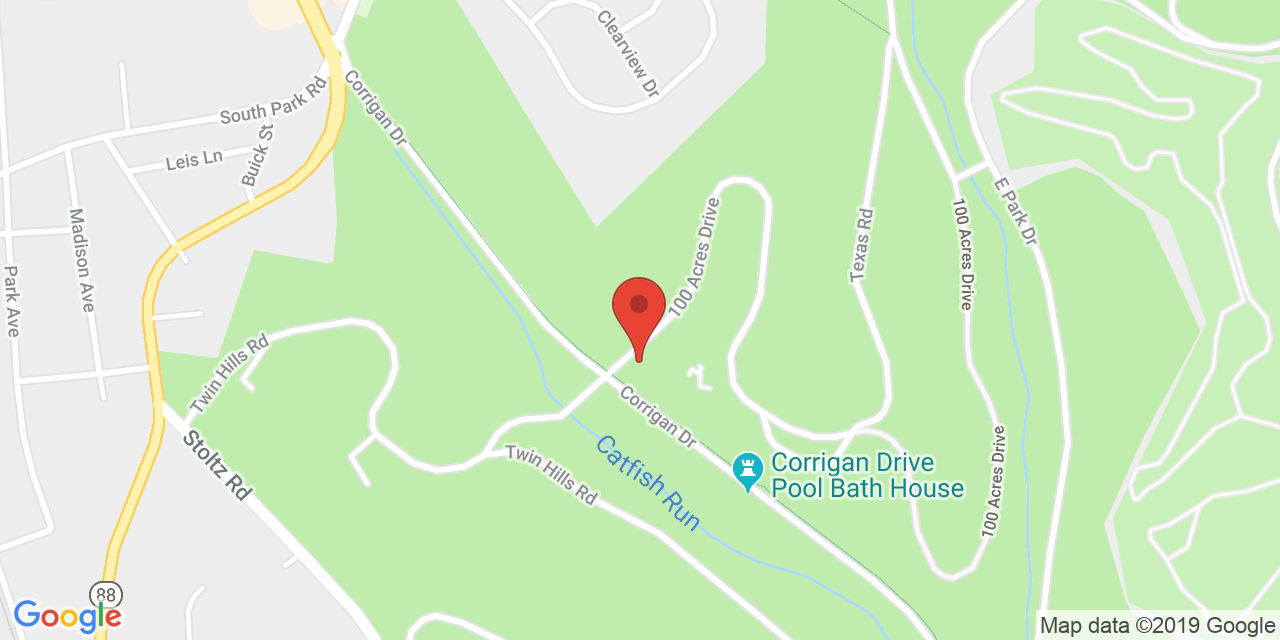 Clearview Dr
Corrigan Dr
South Park Rd
Leis Ln
Buick St
Madison Ave
Park Ave
100 Acres Drive
Texas Rd
100 Acres Drive
E Park Dr
Twin Hills Rd
Stoltz Rd
Corrigan Dr
Twin Hills Rd
Catfish Run
Corrigan Drive
Pool Bath House
100 Acres Drive
88
Google
Map data ©2019 Google